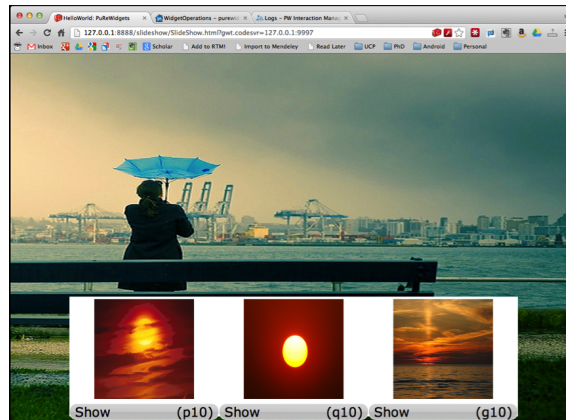 HelloWorld: PuReWidgets
WidgetOperations - purewid
Logs - PW Interaction Manag
127.0.0.1:8888/slideshow/SlideShow.html?gwt.codesvr=127.0.0.1:9997
Inbox Scholar Add to RTM! Import to Mendeley Read Later UCP PhD Android Personal
Show (p10) Show (q10) Show (g10)